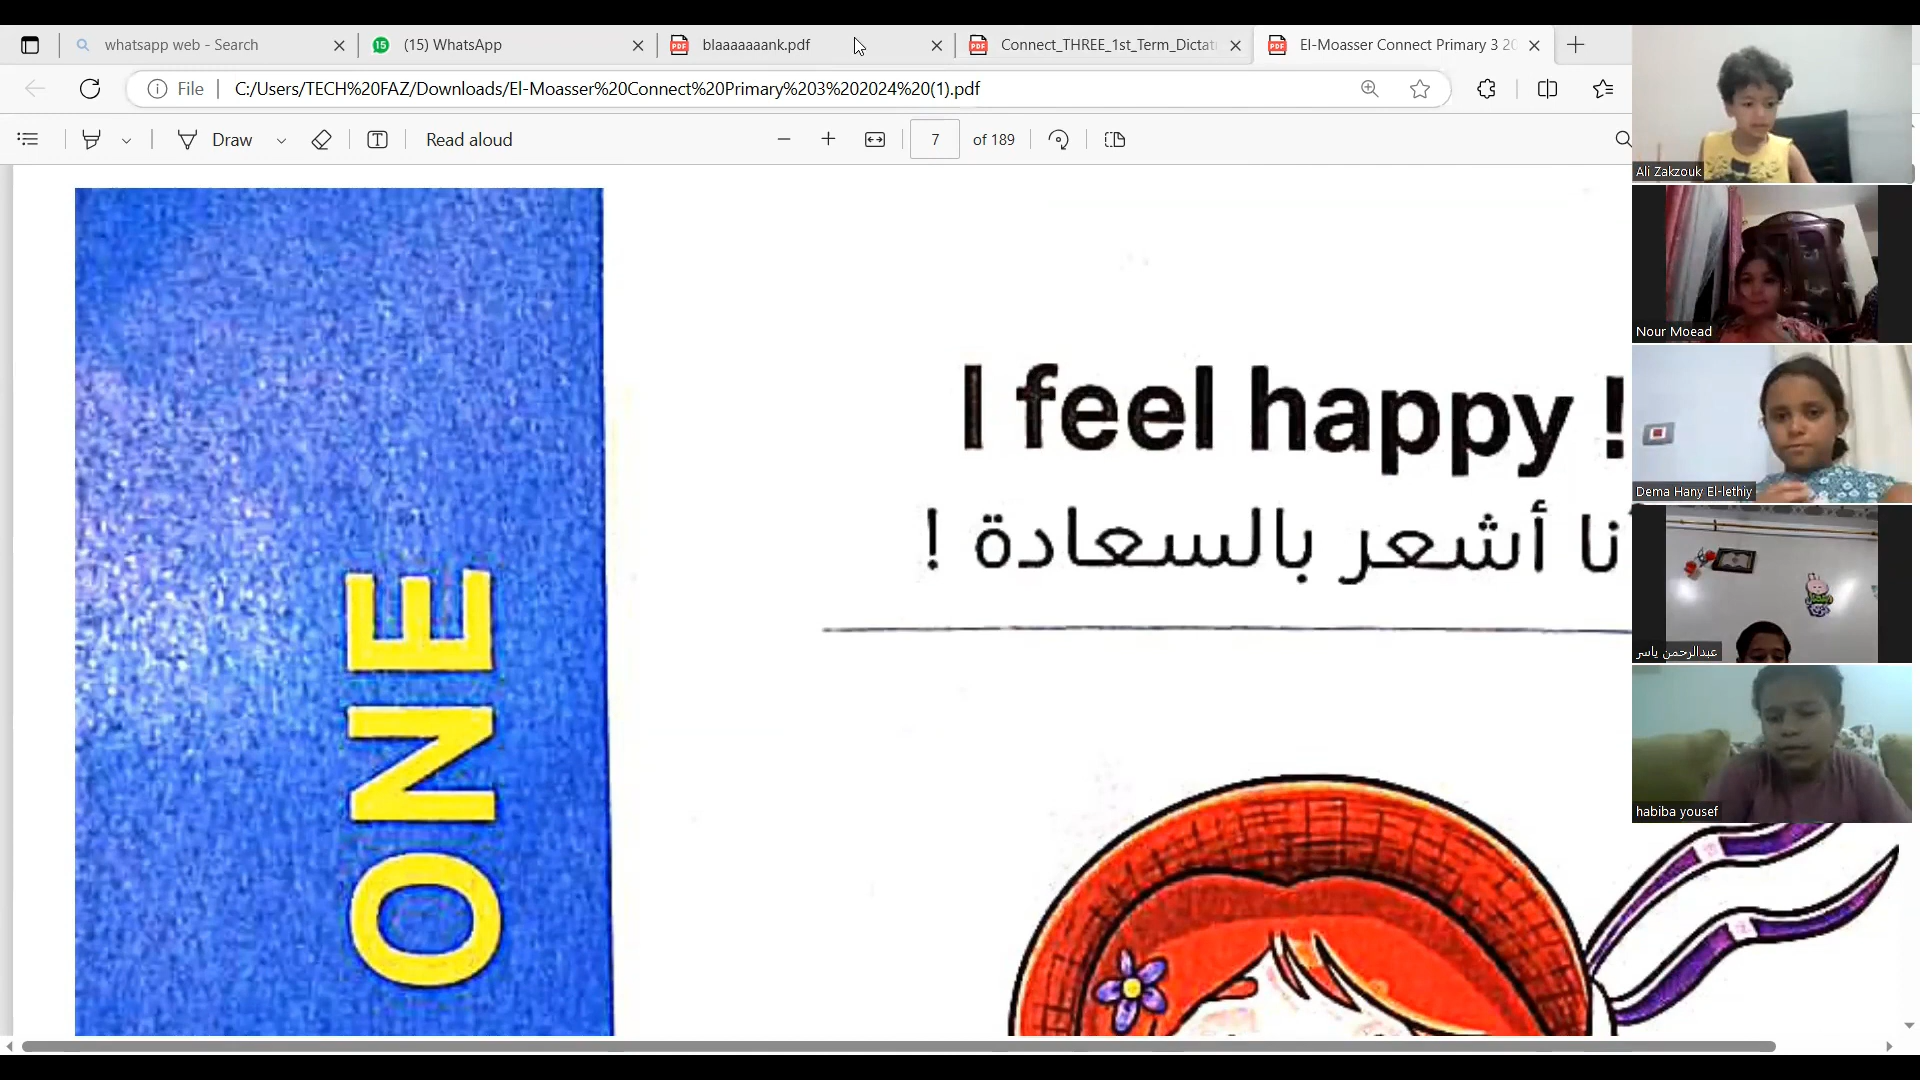 whatsapp web - Search
(15) WhatsApp
blaaaaaaank.pdf
Connect_THREE_1st_Term_Dictat
El-Moasser Connect Primary 3 20
File
C:/Users/TECH%20FAZ/Downloads/El-Moasser%20Connect%20Primary%203%202024%20(1).pdf
Draw
Read aloud
7
of 189
ONE
I feel happy !
أنا أشعر بالسعادة !
Ali Zakzouk
Nour Moead
Dema Hany El-lethiy
عبدالرحمن ياسر
habiba yousef